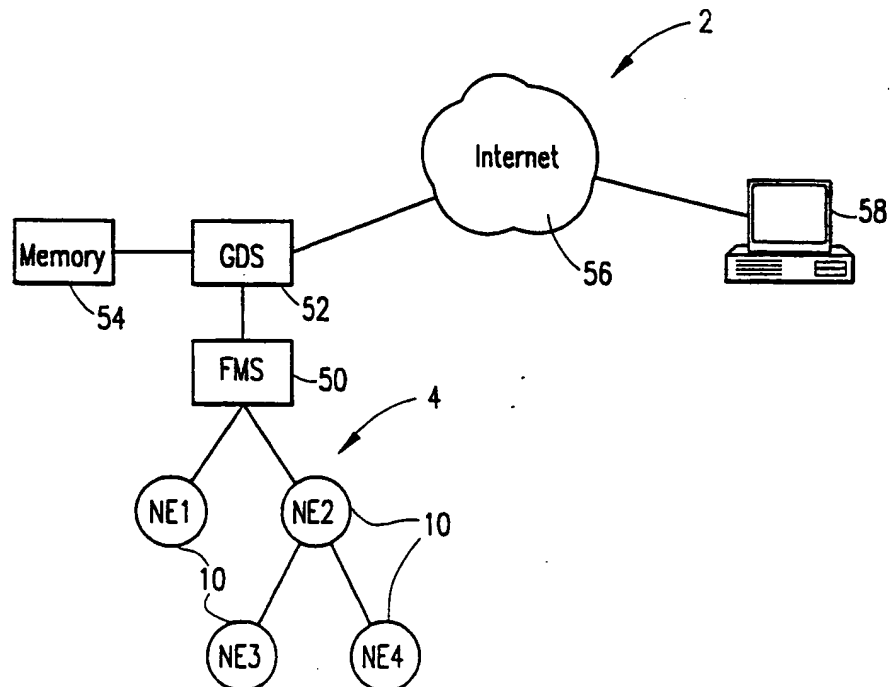 2
Internet
58
Memory
GDS
56
54
52
FMS
50
4
NE1
NE2
10
10
NE3
NE4